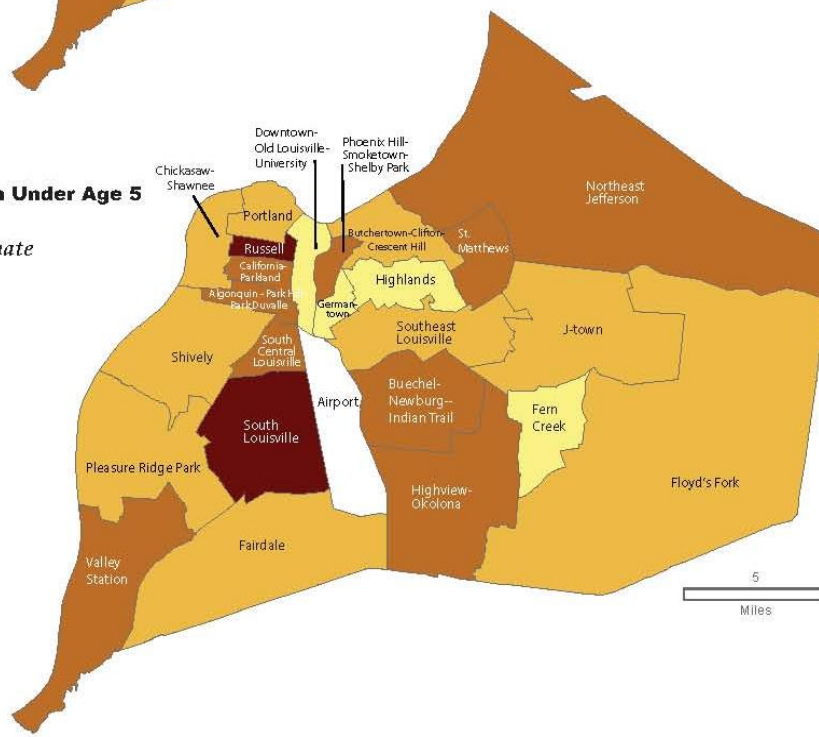 Downtown-
Old Louisville-
University
Phoenix Hill-
Smoketown-
Shelby Park
Chickasaw-
Shawnee
Under Age 5
Northeast
Jefferson
Portland
Butchertown-Clifton-
Crescent Hill
St.
Matthews
Russell
California-
Parkland
Highlands
Algonquin - Park Hill
Park Duvalle
German-
town
Southeast
Louisville
J-town
South
Central
Louisville
Shively
Buechel-
Newburg--
Indian Trail
Airport
Fern
Creek
South
Louisville
Pleasure Ridge Park
Floyd's Fork
Highview-
Okolona
Fairdale
Valley
Station
5
Miles